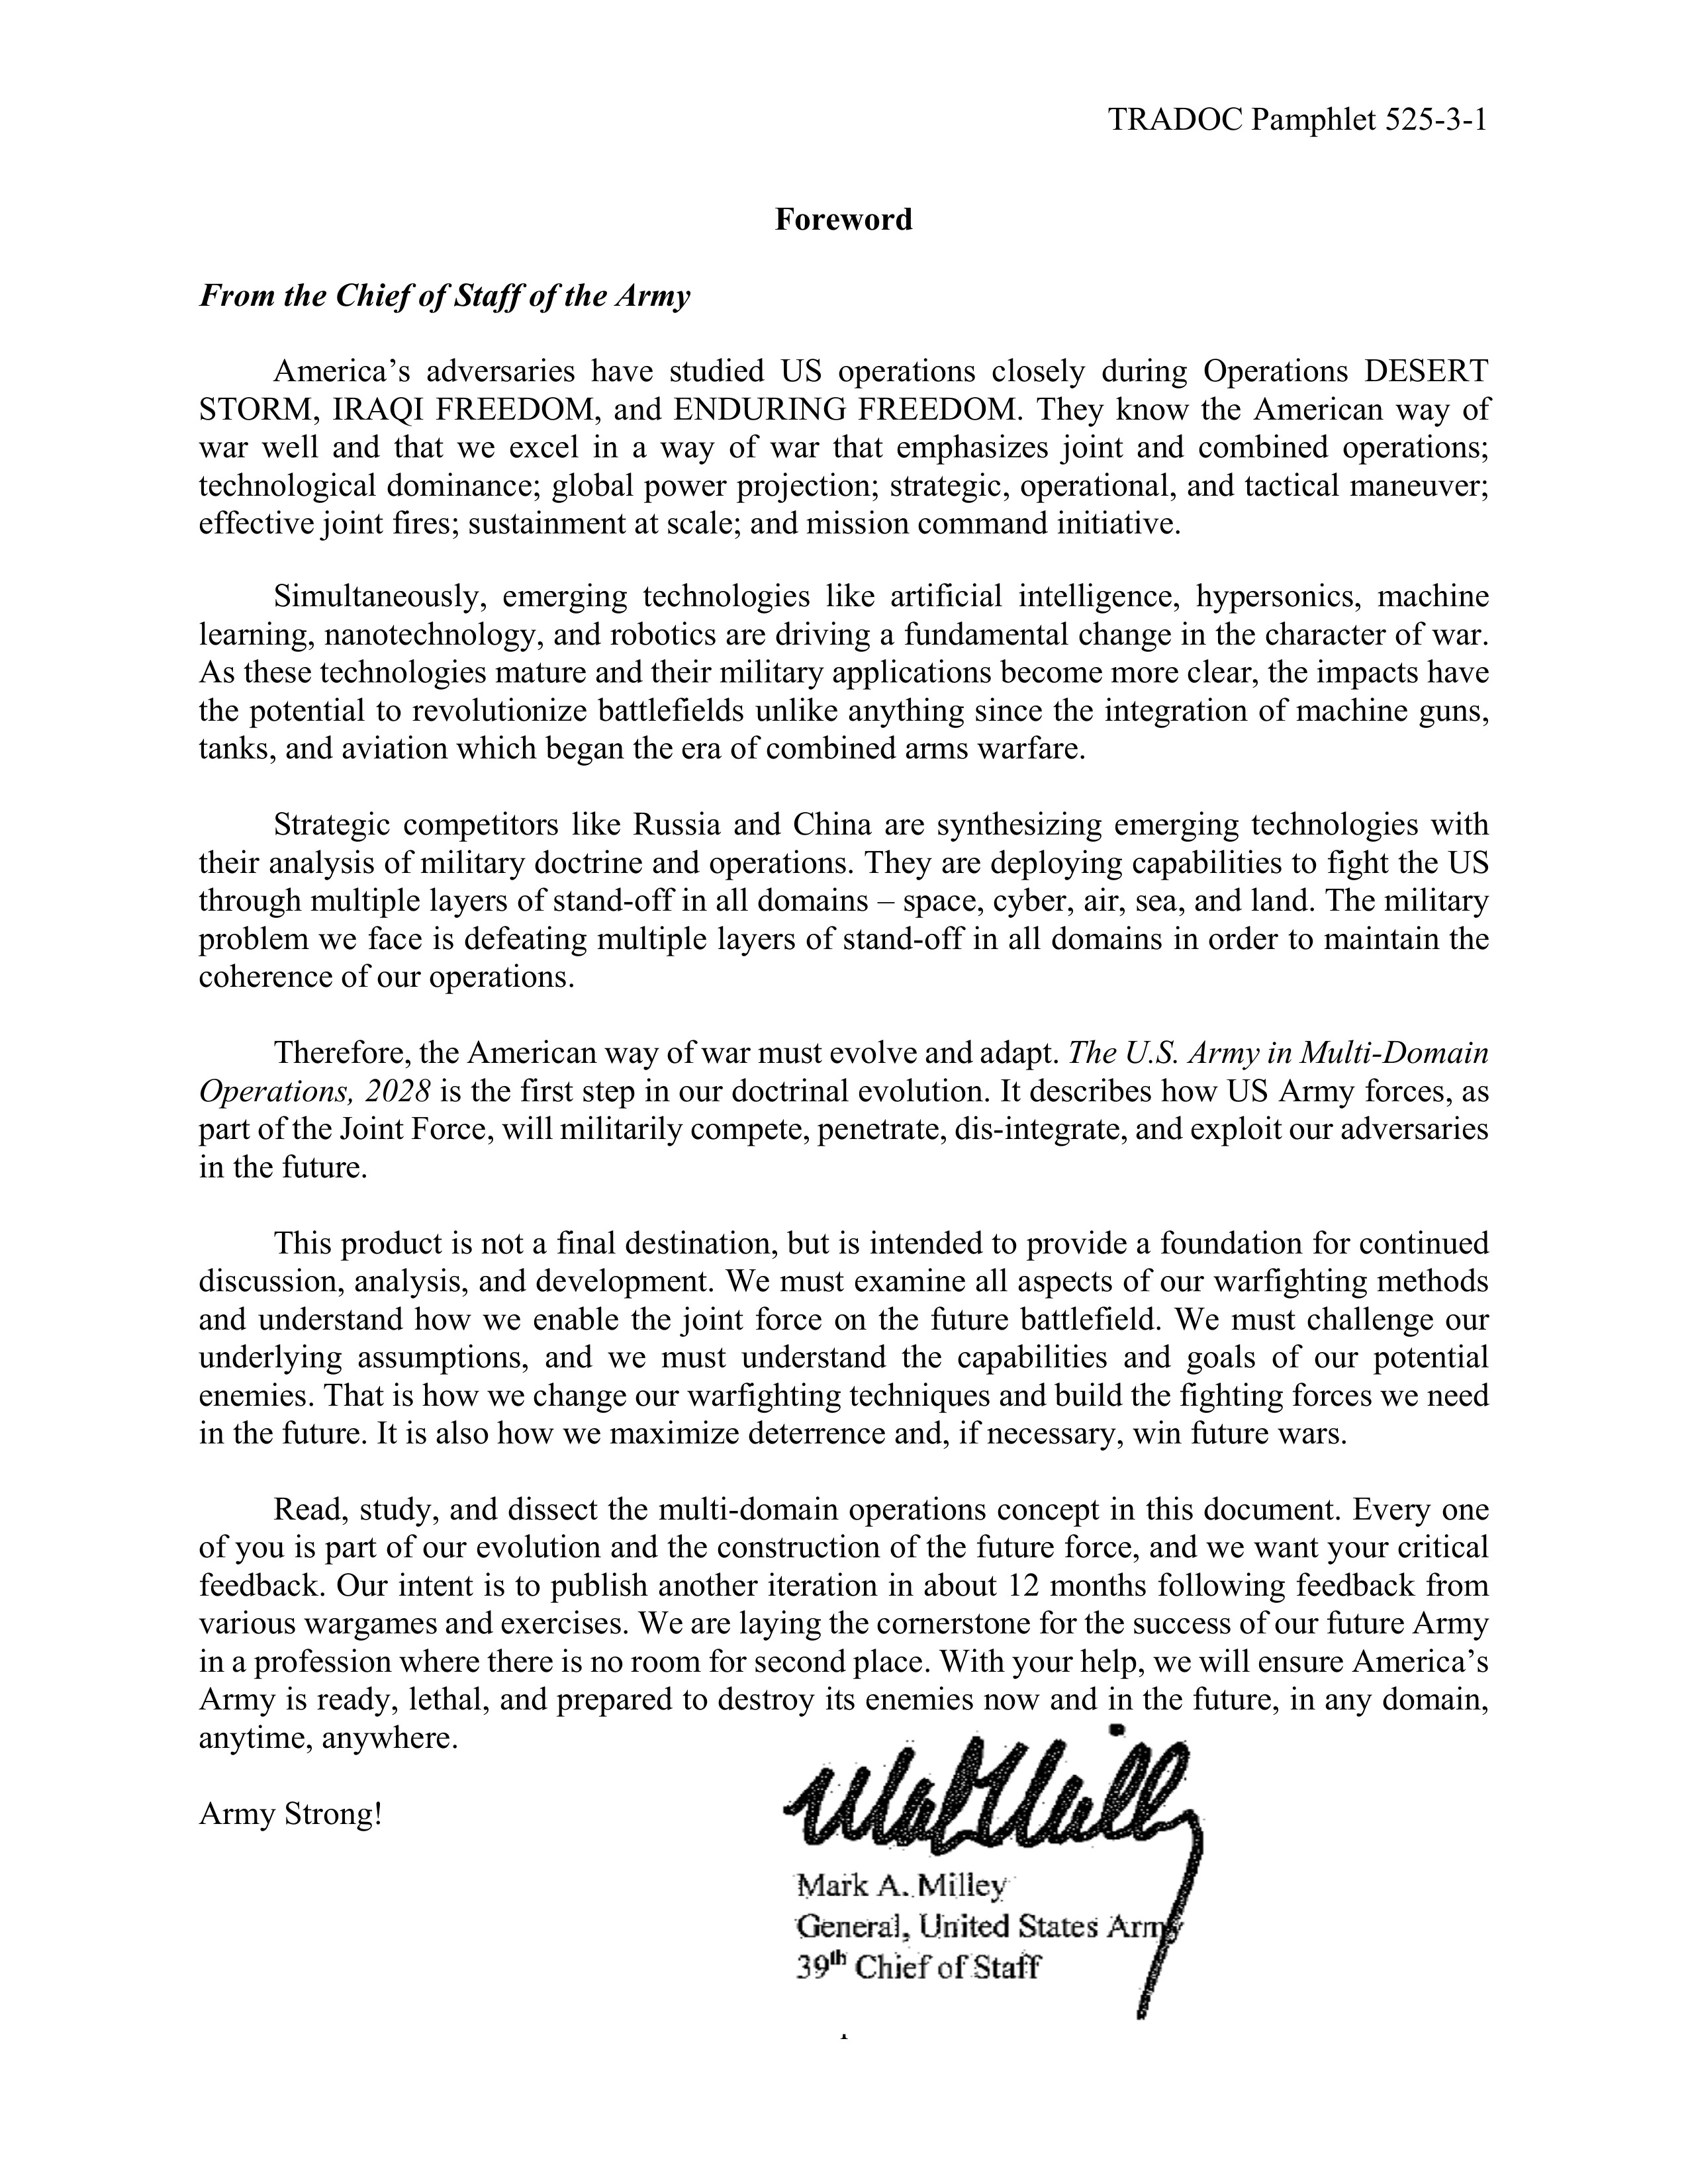 TRADOC Pamphlet 525-3-1
Foreword
From the Chief of Staff of the Army
America’s adversaries have studied US operations closely during Operations DESERT
STORM, IRAQI FREEDOM, and ENDURING FREEDOM. They know the American way of
war well and that we excel in a way of war that emphasizes joint and combined operations;
technological dominance; global power projection; strategic, operational, and tactical maneuver;
effective joint fires; sustainment at scale; and mission command initiative.
Simultaneously, emerging technologies like artificial intelligence, hypersonics, machine
learning, nanotechnology, and robotics are driving a fundamental change in the character of war.
As these technologies mature and their military applications become more clear, the impacts have
the potential to revolutionize battlefields unlike anything since the integration of machine guns,
tanks, and aviation which began the era of combined arms warfare.
Strategic competitors like Russia and China are synthesizing emerging technologies with
their analysis of military doctrine and operations. They are deploying capabilities to fight the US
through multiple layers of stand-off in all domains – space, cyber, air, sea, and land. The military
problem we face is defeating multiple layers of stand-off in all domains in order to maintain the
coherence of our operations.
Therefore, the American way of war must evolve and adapt. The U.S. Army in Multi-Domain
Operations, 2028 is the first step in our doctrinal evolution. It describes how US Army forces, as
part of the Joint Force, will militarily compete, penetrate, dis-integrate, and exploit our adversaries
in the future.
This product is not a final destination, but is intended to provide a foundation for continued
discussion, analysis, and development. We must examine all aspects of our warfighting methods
and understand how we enable the joint force on the future battlefield. We must challenge our
underlying assumptions, and we must understand the capabilities and goals of our potential
enemies. That is how we change our warfighting techniques and build the fighting forces we need
in the future. It is also how we maximize deterrence and, if necessary, win future wars.
Read, study, and dissect the multi-domain operations concept in this document. Every one
of you is part of our evolution and the construction of the future force, and we want your critical
feedback. Our intent is to publish another iteration in about 12 months following feedback from
various wargames and exercises. We are laying the cornerstone for the success of our future Army
in a profession where there is no room for second place. With your help, we will ensure America’s
Army is ready, lethal, and prepared to destroy its enemies now and in the future, in any domain,
anytime, anywhere.
Army Strong!
Mark A. Milley
General, United States Army
39th Chief of Staff